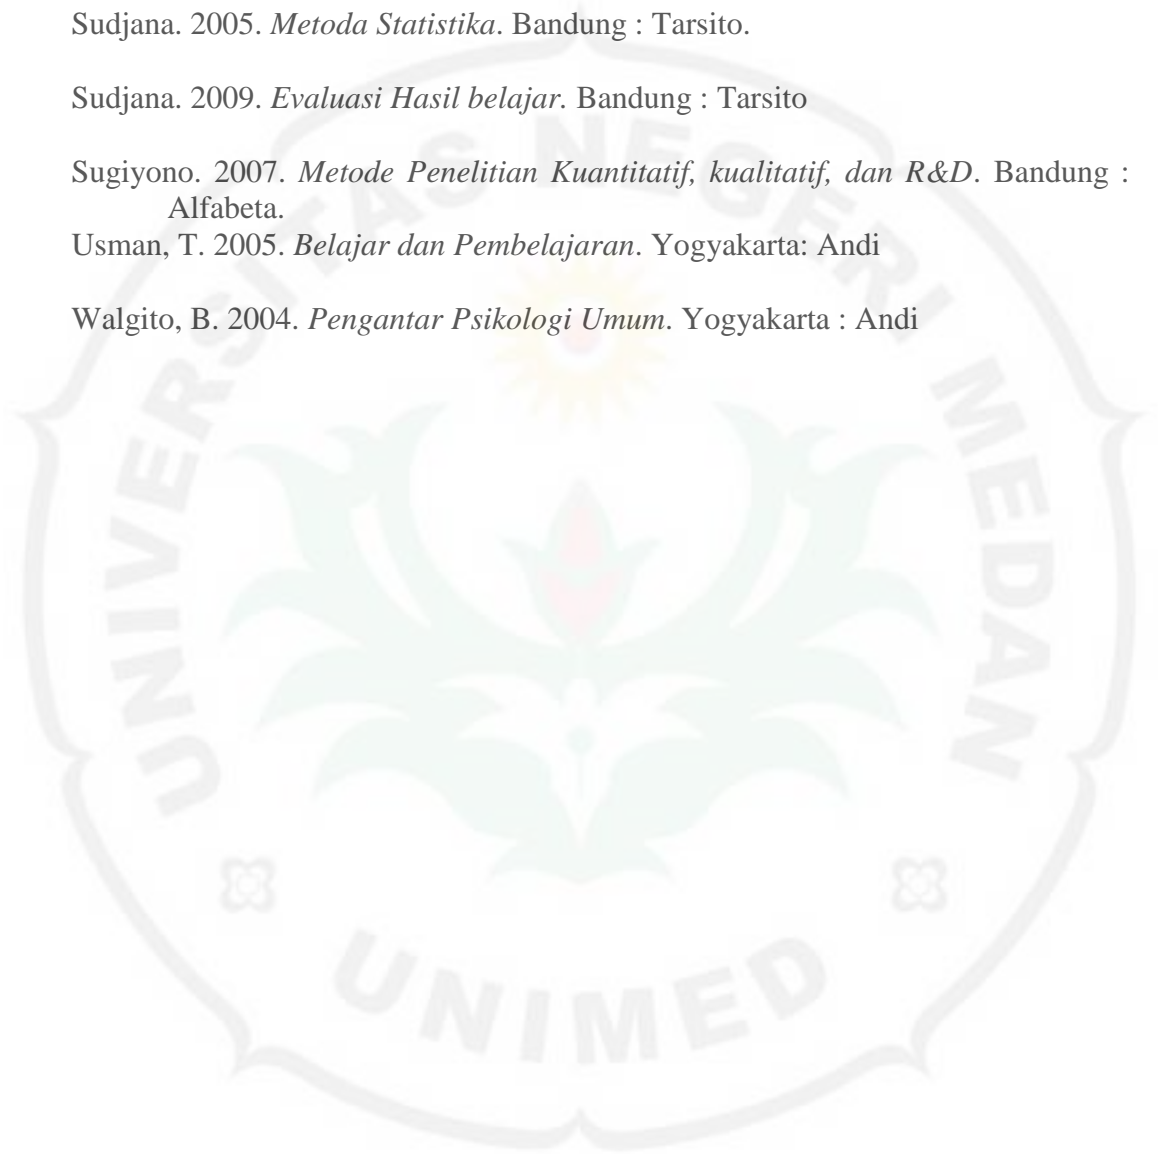 Sudjana. 2005. Metoda Statistika. Bandung : Tarsito.
Sudjana. 2009. Evaluasi Hasil belajar. Bandung : Tarsito
Sugiyono. 2007. Metode Penelitian Kuantitatif, kualitatif, dan R&D. Bandung :
Alfabeta.
Usman, T. 2005. Belajar dan Pembelajaran. Yogyakarta: Andi
Walgito, B. 2004. Pengantar Psikologi Umum. Yogyakarta : Andi
UNIVERSITAS NEGERI MEDAN
UNIMED